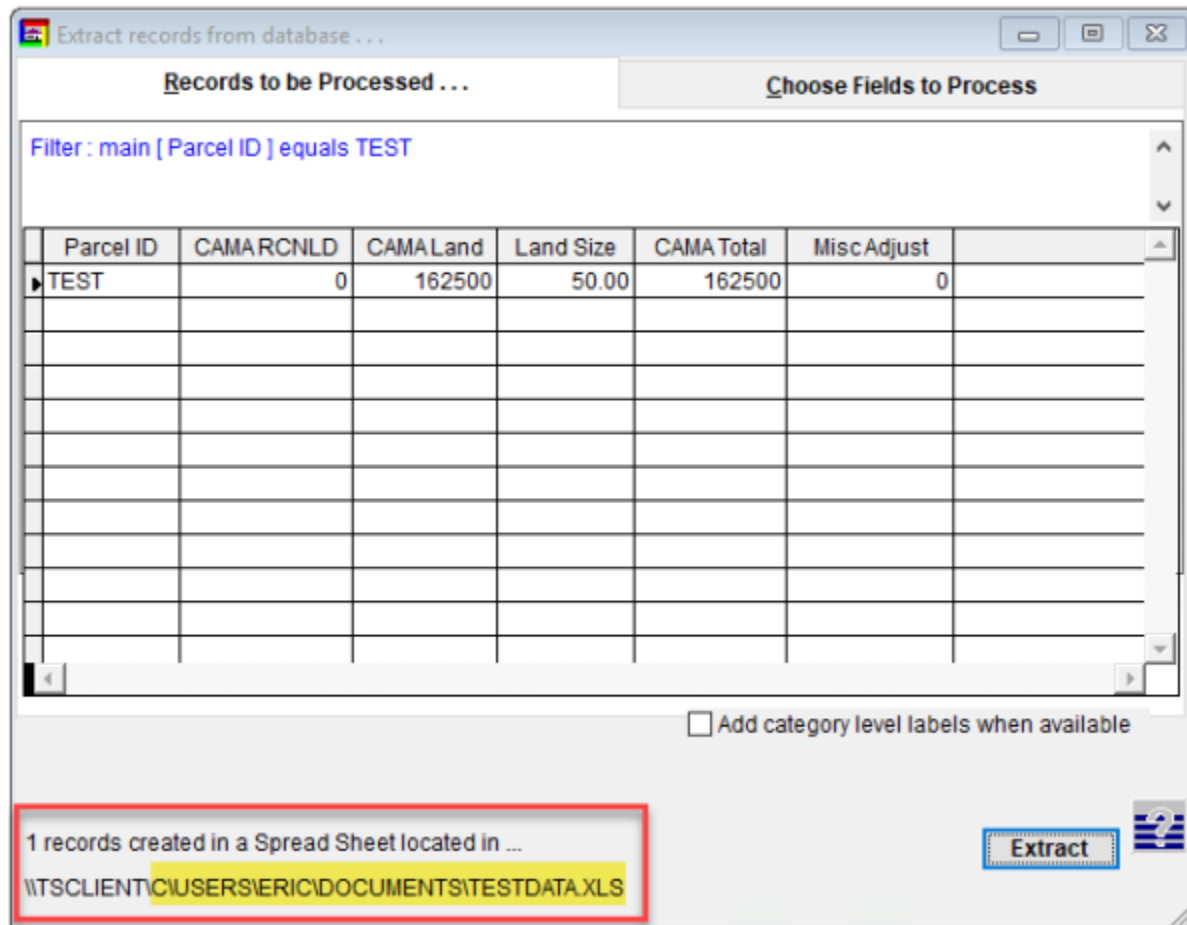 Extract records from database . . .
Records to be Processed . . .
Choose Fields to Process
Filter : main [ Parcel ID ] equals TEST
Parcel ID CAMA RCNLD CAMA Land Land Size CAMA Total Misc Adjust
TEST 0 162500 50.00 162500 0
Add category level labels when available
1 records created in a Spread Sheet located in ...
Extract
\\TSCLIENT\C\USERS\ERIC\DOCUMENTS\TESTDATA.XLS